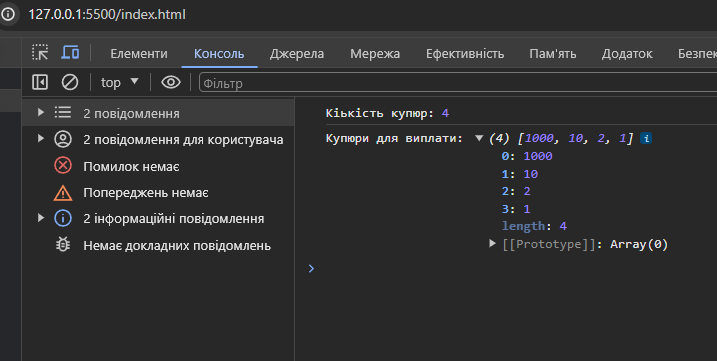 127.0.0.1:5500/index.html
Елементи Консоль Джерела Мережа Ефективність Пам'ять Додаток Безпек
top Фільтр
2 повідомлення
2 повідомлення для користувача
Помилок немає
Попереджень немає
2 інформаційні повідомлення
Немає докладних повідомлень
Кіькість купюр: 4
Купюри для виплати: (4) [1000, 10, 2, 1] i
0: 1000
1: 10
2: 2
3: 1
length: 4
[[Prototype]]: Array(0)